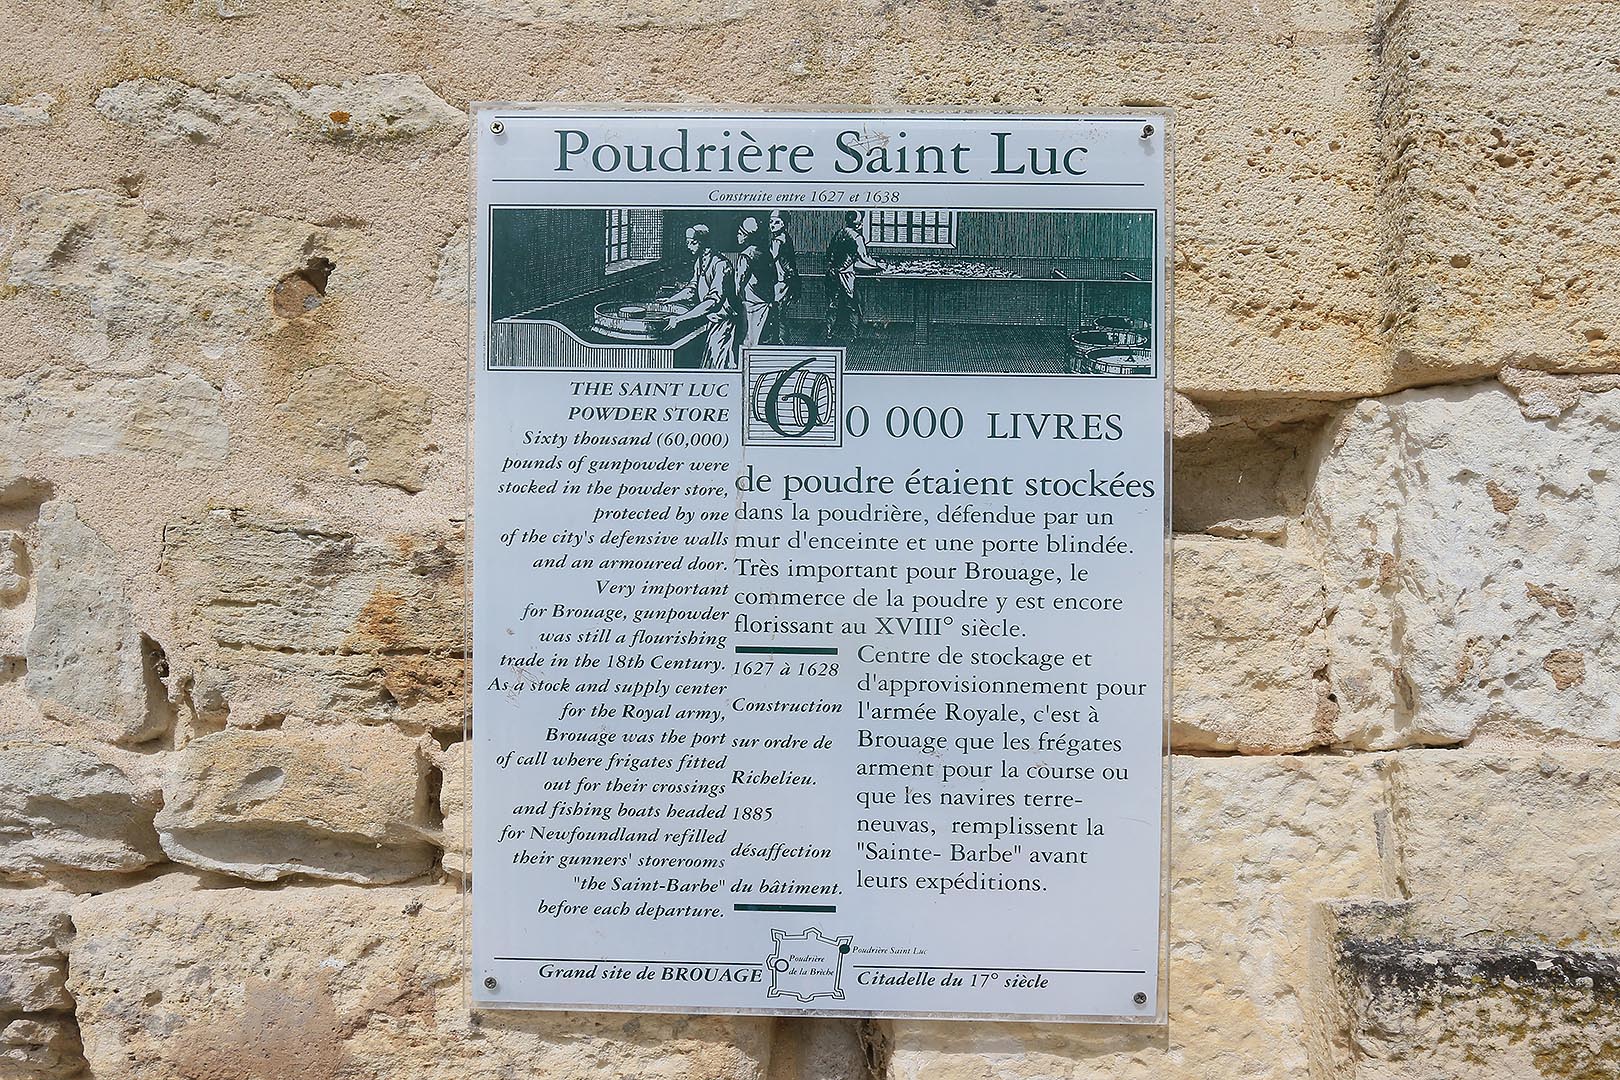 Poudrière Saint Luc
Construite entre 1627 et 1638
THE SAINT LUC
POWDER STORE
Sixty thousand (60,000)
pounds of gunpowder were
stocked in the powder store,
protected by one
of the city's defensive walls
and an armoured door.
Very important
for Brouage, gunpowder
was still a flourishing
trade in the 18th Century.
As a stock and supply center
for the Royal army,
Brouage was the port
of call where frigates fitted
out for their crossings
and fishing boats headed
for Newfoundland refilled
their gunners' storerooms
"the Saint-Barbe"
before each departure.
60 000 LIVRES
de poudre étaient stockées
dans la poudrière, défendue par un
mur d'enceinte et une porte blindée.
Très important pour Brouage, le
commerce de la poudre y est encore
florissant au XVIII° siècle.
1627 à 1628
Construction
sur ordre de
Richelieu.
1885
désaffection
du bâtiment.
Centre de stockage et
d'approvisionnement pour
l'armée Royale, c'est à
Brouage que les frégates
arment pour la course ou
que les navires terre-
neuvas, remplissent la
"Sainte- Barbe" avant
leurs expéditions.
Poudrière Saint Luc
Poudrière
de la Brèche
Grand site de BROUAGE
Citadelle du 17° siècle